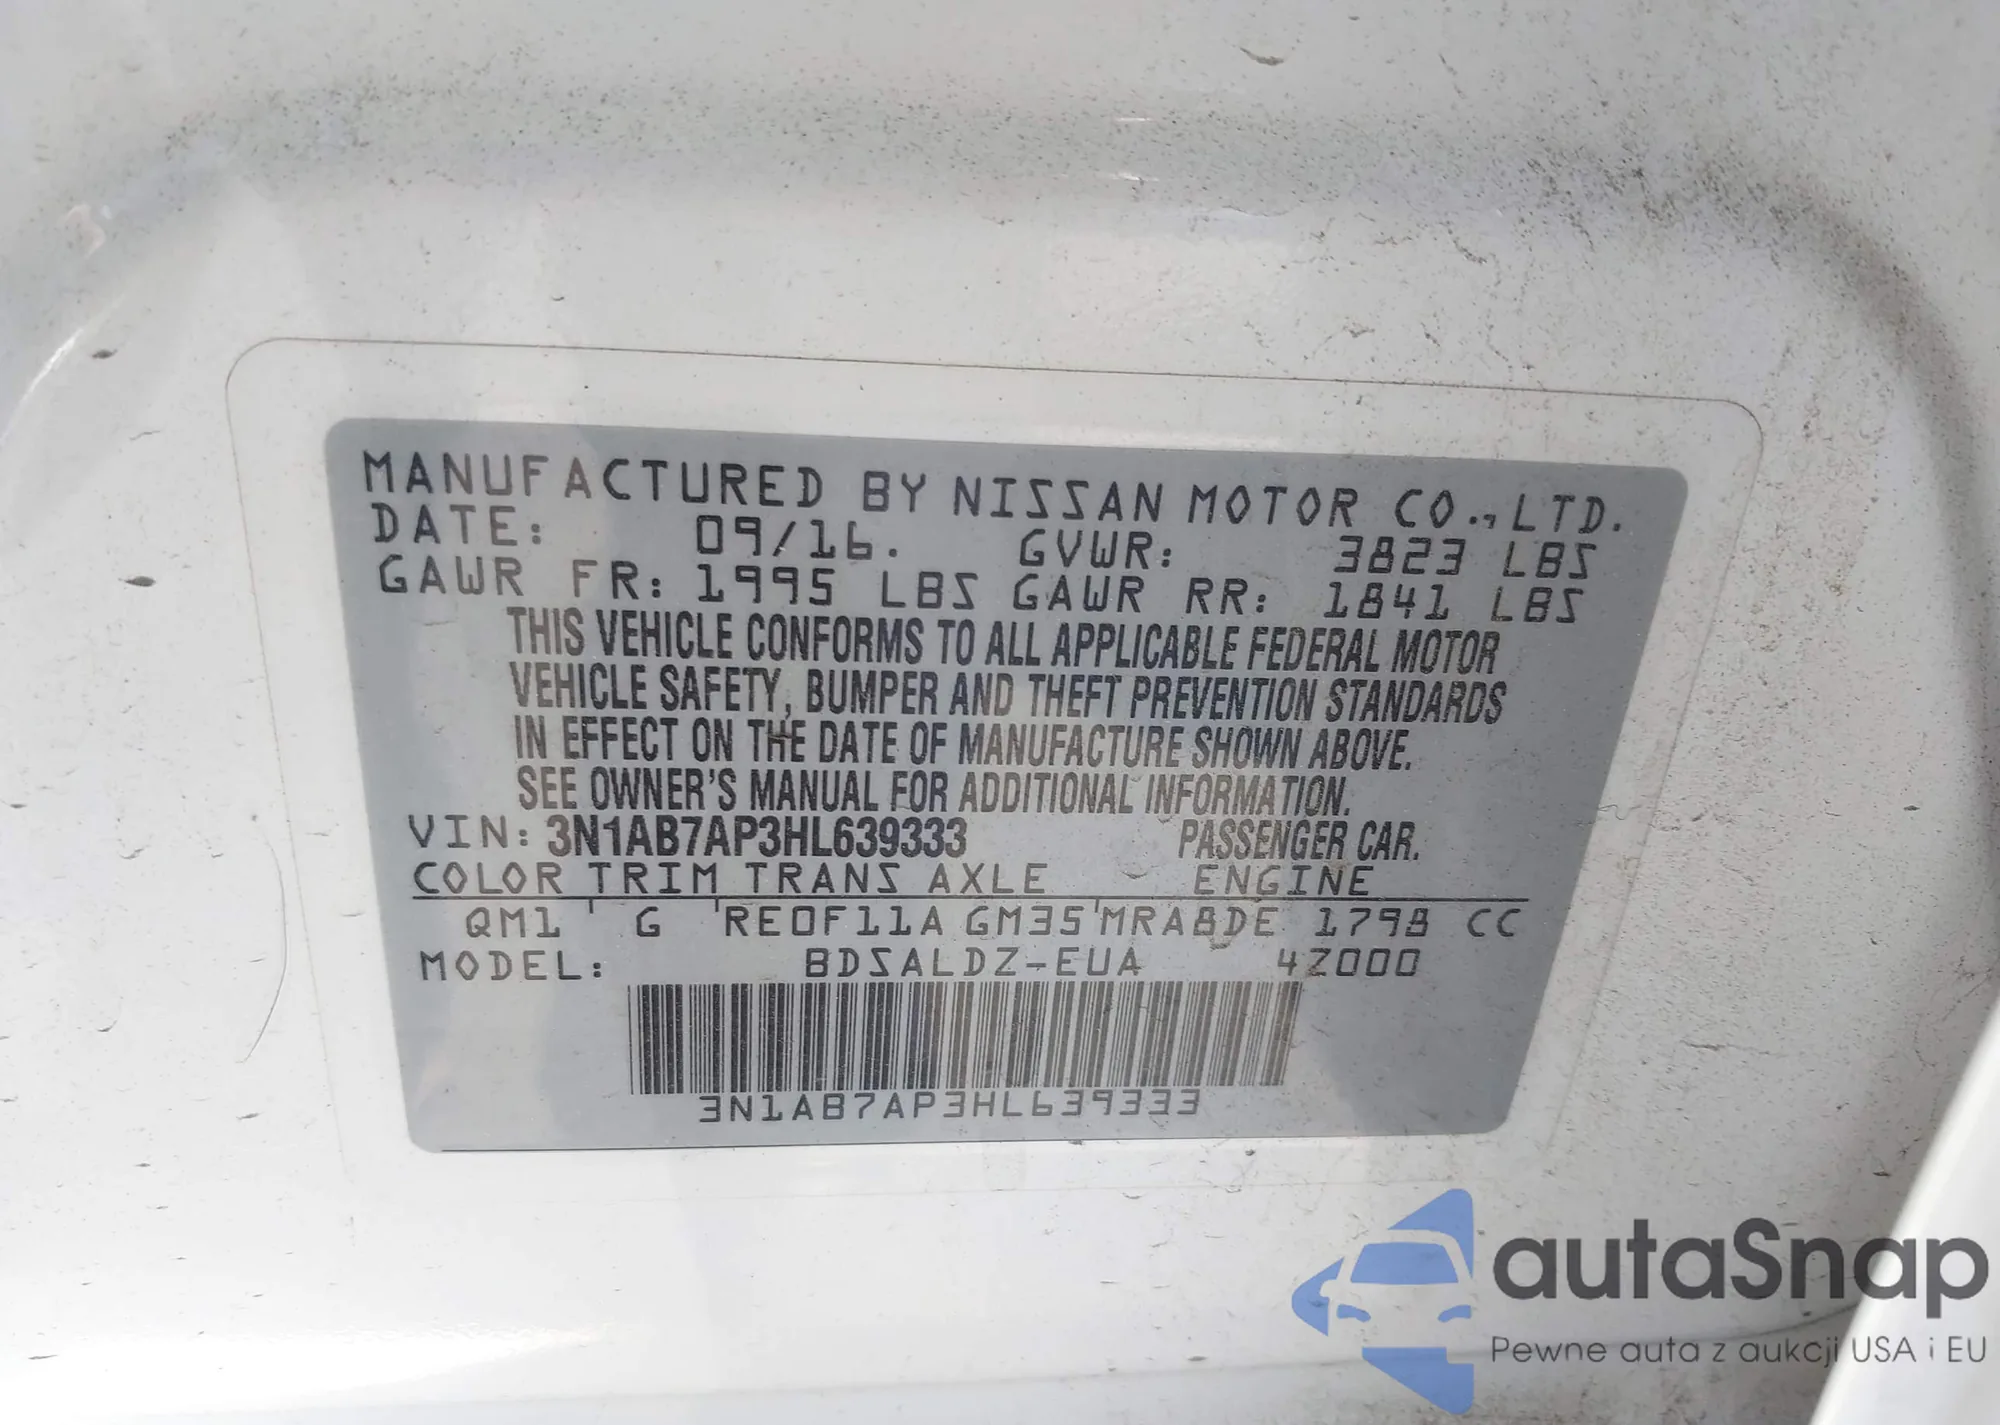 MANUFACTURED BY NISSAN MOTOR CO., LTD.
DATE: 09/16. GVWR: 3823 LBS
GAWR FR: 1995 LBS GAWR RR: 1841 LBS
THIS VEHICLE CONFORMS TO ALL APPLICABLE FEDERAL MOTOR
VEHICLE SAFETY, BUMPER AND THEFT PREVENTION STANDARDS
IN EFFECT ON THE DATE OF MANUFACTURE SHOWN ABOVE.
SEE OWNER'S MANUAL FOR ADDITIONAL INFORMATION.
VIN: 3N1AB7AP3HL639333 PASSENGER CAR.
COLOR TRIM TRANS AXLE ENGINE
QM1 G RE0F11A GM35 MRA8DE 1798 CC
MODEL: BDSALDZ-EUA 4Z000
3N1AB7AP3HL639333
autaSnap
Pewne auta z aukcji USA i EU